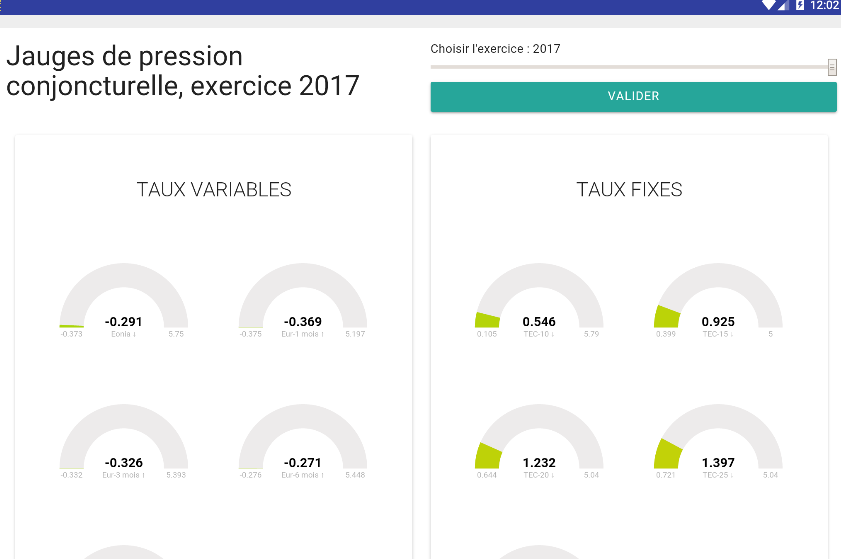 12:02
Jauges de pression
conjoncturelle, exercice 2017
Choisir l'exercice : 2017
VALIDER
TAUX VARIABLES
-0.291
-0.373 Eonia ↓ 5.75
-0.369
-0.375 Eur-1 mois ↑ 5.197
-0.326
-0.332 Eur-3 mois ↑ 5.393
-0.271
-0.276 Eur-6 mois ↑ 5.448
TAUX FIXES
0.546
0.105 TEC-10 ↓ 5.79
0.925
0.399 TEC-15 ↓ 5
1.232
0.644 TEC-20 ↓ 5.04
1.397
0.721 TEC-25 ↓ 5.04